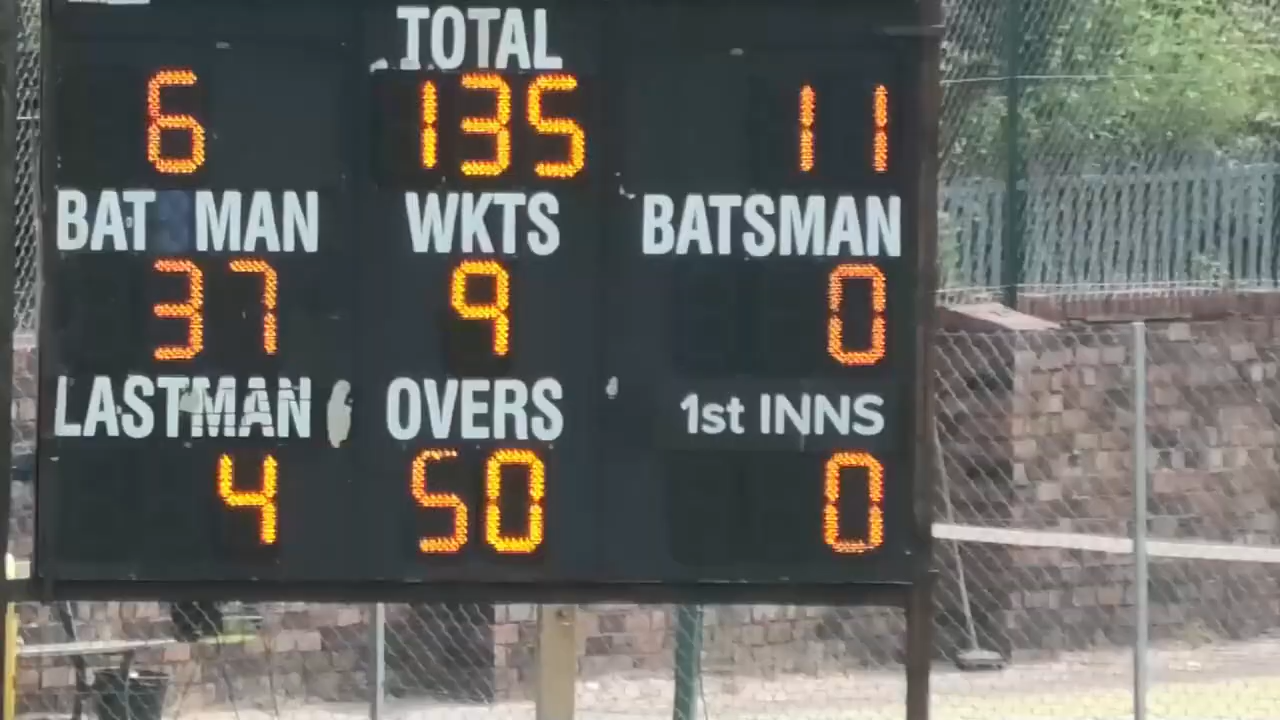 TOTAL
6 135 11
BAT MAN WKTS BATSMAN
37 9 0
LASTMAN OVERS 1st INNS
4 50 0